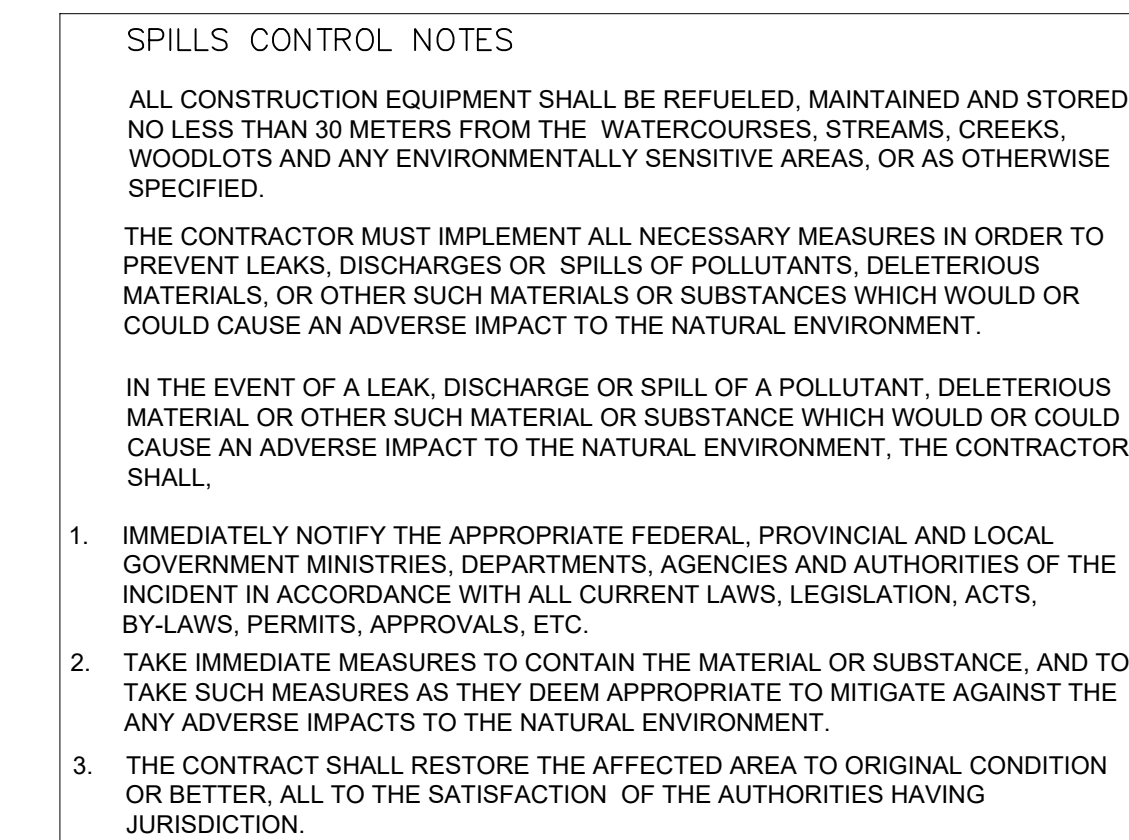 SPILLS CONTROL NOTES
ALL CONSTRUCTION EQUIPMENT SHALL BE REFUELED, MAINTAINED AND STORED
NO LESS THAN 30 METERS FROM THE WATERCOURSES, STREAMS, CREEKS,
WOODLOTS AND ANY ENVIRONMENTALLY SENSITIVE AREAS, OR AS OTHERWISE
SPECIFIED.
THE CONTRACTOR MUST IMPLEMENT ALL NECESSARY MEASURES IN ORDER TO
PREVENT LEAKS, DISCHARGES OR SPILLS OF POLLUTANTS, DELETERIOUS
MATERIALS, OR OTHER SUCH MATERIALS OR SUBSTANCES WHICH WOULD OR
COULD CAUSE AN ADVERSE IMPACT TO THE NATURAL ENVIRONMENT.
IN THE EVENT OF A LEAK, DISCHARGE OR SPILL OF A POLLUTANT, DELETERIOUS
MATERIAL OR OTHER SUCH MATERIAL OR SUBSTANCE WHICH WOULD OR COULD
CAUSE AN ADVERSE IMPACT TO THE NATURAL ENVIRONMENT, THE CONTRACTOR
SHALL,
1. IMMEDIATELY NOTIFY THE APPROPRIATE FEDERAL, PROVINCIAL AND LOCAL
GOVERNMENT MINISTRIES, DEPARTMENTS, AGENCIES AND AUTHORITIES OF THE
INCIDENT IN ACCORDANCE WITH ALL CURRENT LAWS, LEGISLATION, ACTS,
BY-LAWS, PERMITS, APPROVALS, ETC.
2. TAKE IMMEDIATE MEASURES TO CONTAIN THE MATERIAL OR SUBSTANCE, AND TO
TAKE SUCH MEASURES AS THEY DEEM APPROPRIATE TO MITIGATE AGAINST THE
ANY ADVERSE IMPACTS TO THE NATURAL ENVIRONMENT.
3. THE CONTRACT SHALL RESTORE THE AFFECTED AREA TO ORIGINAL CONDITION
OR BETTER, ALL TO THE SATISFACTION OF THE AUTHORITIES HAVING
JURISDICTION.